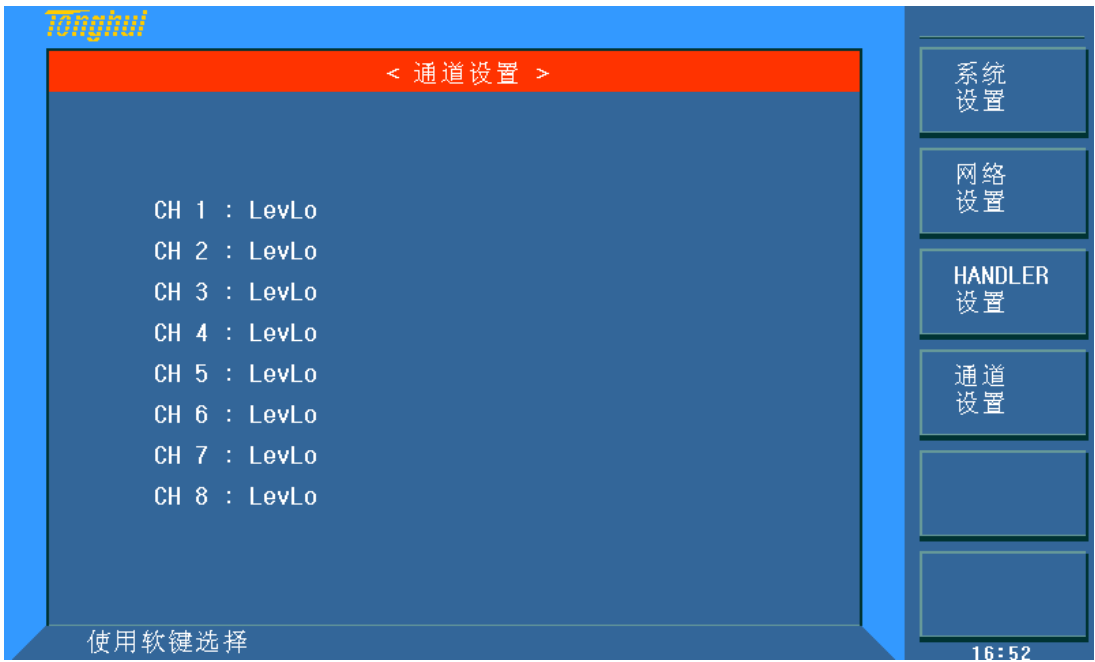 Tonghui
< 通道设置 >
CH 1 : LevLo
CH 2 : LevLo
CH 3 : LevLo
CH 4 : LevLo
CH 5 : LevLo
CH 6 : LevLo
CH 7 : LevLo
CH 8 : LevLo
使用软键选择
系统
设置
网络
设置
HANDLER
设置
通道
设置
16:52